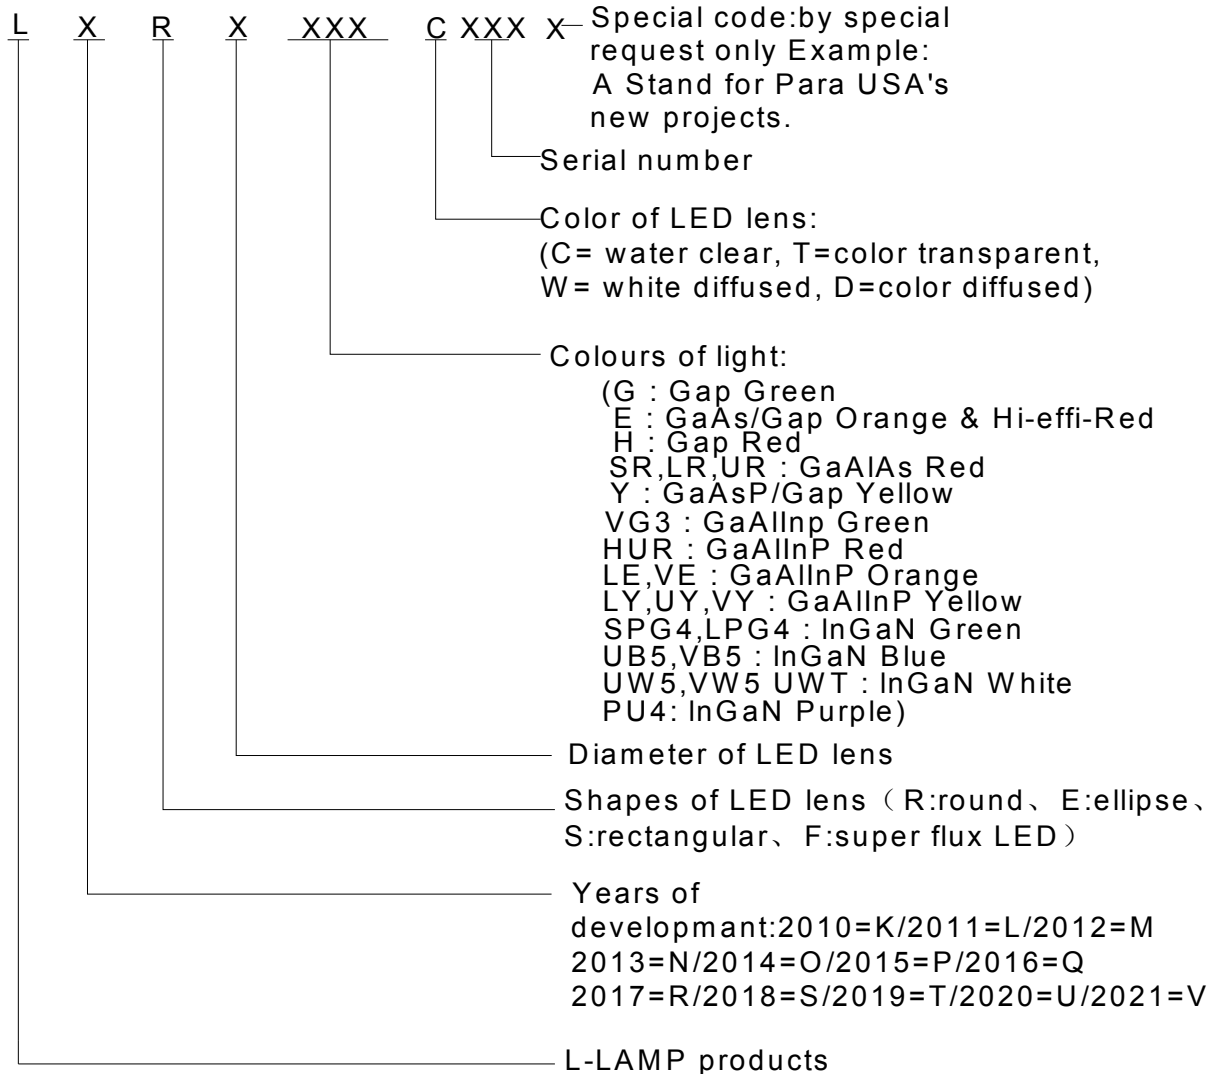 L X R X XXX C XXX X Special code:by special
request only Example:
A Stand for Para USA's
new projects.
Serial number
Color of LED lens:
(C= water clear, T=color transparent,
W= white diffused, D=color diffused)
Colours of light:
(G : Gap Green
E : GaAs/Gap Orange & Hi-effi-Red
H : Gap Red
SR,LR,UR : GaAlAs Red
Y : GaAsP/Gap Yellow
VG3 : GaAlInp Green
HUR : GaAlInP Red
LE,VE : GaAlInP Orange
LY,UY,VY : GaAlInP Yellow
SPG4,LPG4 : InGaN Green
UB5,VB5 : InGaN Blue
UW5,VW5 UWT : InGaN White
PU4: InGaN Purple)
Diameter of LED lens
Shapes of LED lens（R:round、E:ellipse、
S:rectangular、F:super flux LED）
Years of
developmant:2010=K/2011=L/2012=M
2013=N/2014=O/2015=P/2016=Q
2017=R/2018=S/2019=T/2020=U/2021=V
L-LAMP products